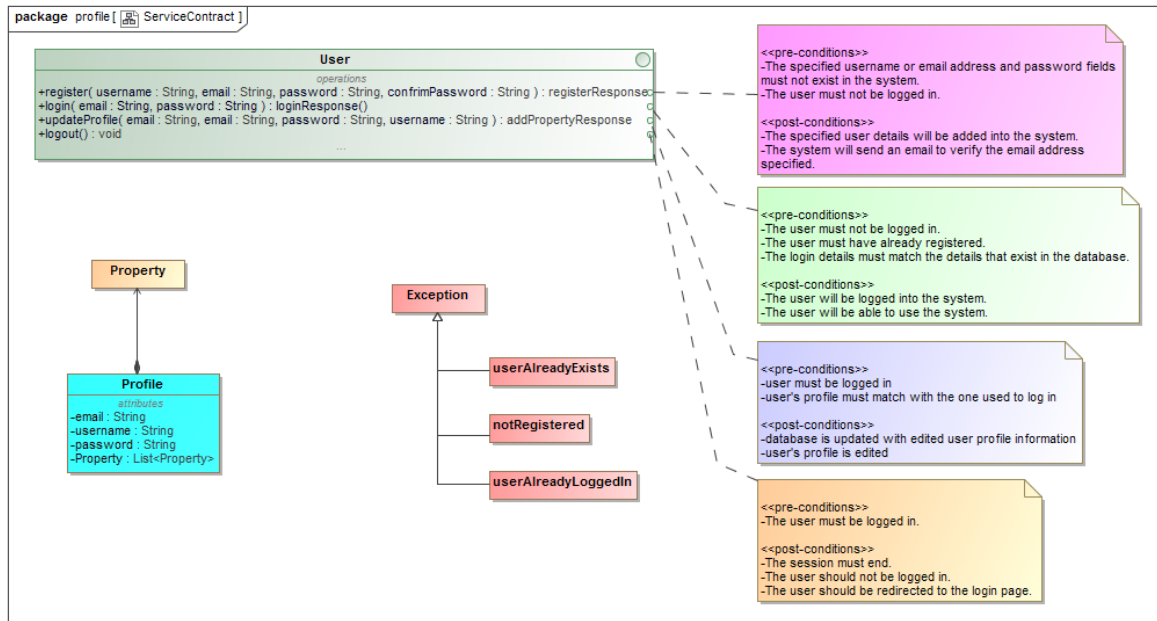 package profile [ ServiceContract ]
User
operations
+register( username : String, email : String, password : String, confrimPassword : String ) : registerResponse
+login( email : String, password : String ) : loginResponse()
+updateProfile( email : String, email : String, password : String, username : String ) : addPropertyResponse
+logout() : void
...
<<pre-conditions>>
-The specified username or email address and password fields
must not exist in the system.
-The user must not be logged in.
<<post-conditions>>
-The specified user details will be added into the system.
-The system will send an email to verify the email address
specified.
<<pre-conditions>>
-The user must not be logged in.
-The user must have already registered.
-The login details must match the details that exist in the database.
<<post-conditions>>
-The user will be logged into the system.
-The user will be able to use the system.
Property
Exception
Profile
attributes
-email : String
-username : String
-password : String
-Property : List<Property>
userAlreadyExists
notRegistered
userAlreadyLoggedIn
<<pre-conditions>>
-user must be logged in
-user's profile must match with the one used to log in
<<post-conditions>>
-database is updated with edited user profile information
-user's profile is edited
<<pre-conditions>>
-The user must be logged in.
<<post-conditions>>
-The session must end.
-The user should not be logged in.
-The user should be redirected to the login page.